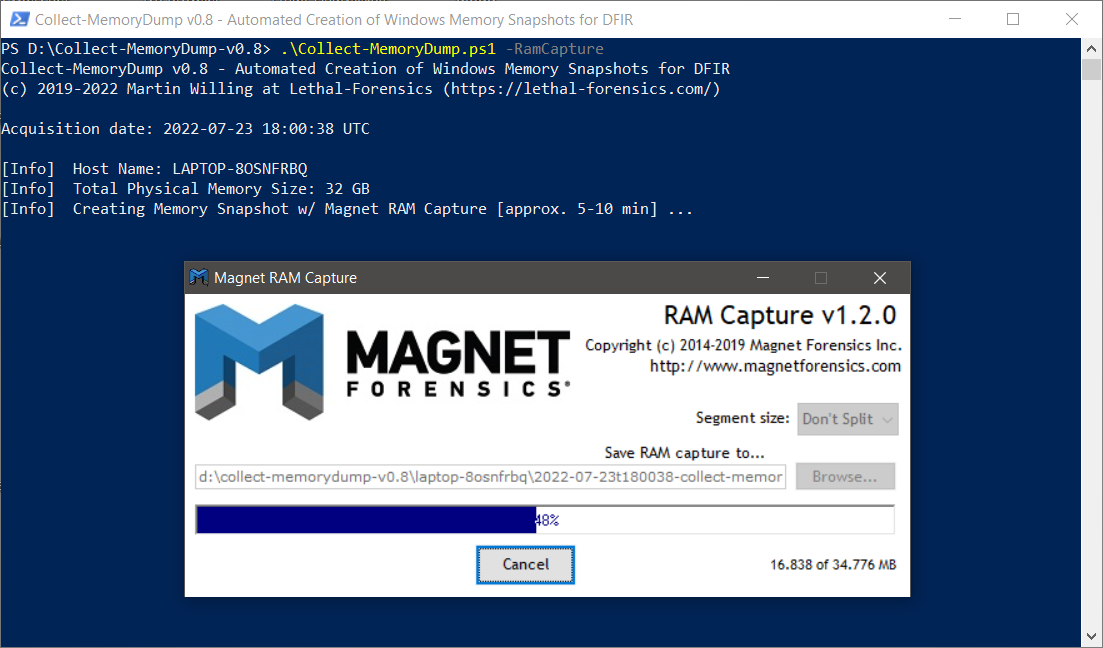 Collect-MemoryDump v0.8 - Automated Creation of Windows Memory Snapshots for DFIR
PS D:\Collect-MemoryDump-v0.8> .\Collect-MemoryDump.ps1 -RamCapture
Collect-MemoryDump v0.8 - Automated Creation of Windows Memory Snapshots for DFIR
(c) 2019-2022 Martin Willing at Lethal-Forensics (https://lethal-forensics.com/)
Acquisition date: 2022-07-23 18:00:38 UTC
[Info]  Host Name: LAPTOP-8OSNFRBQ
[Info]  Total Physical Memory Size: 32 GB
[Info]  Creating Memory Snapshot w/ Magnet RAM Capture [approx. 5-10 min] ...
Magnet RAM Capture
MAGNET
FORENSICS®
RAM Capture v1.2.0
Copyright (c) 2014-2019 Magnet Forensics Inc.
http://www.magnetforensics.com
Segment size: Don't Split
Save RAM capture to...
d:\collect-memorydump-v0.8\laptop-8osnfrbq\2022-07-23t180038-collect-memor Browse...
48%
Cancel
16.838 of 34.776 MB